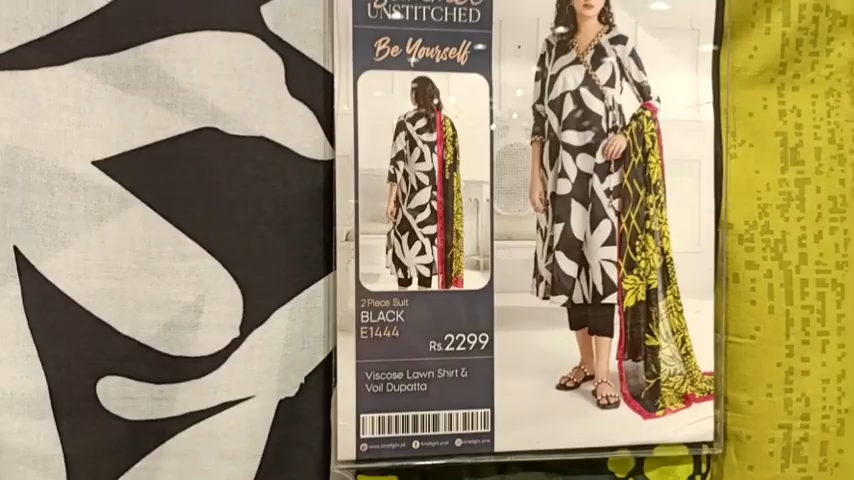 UNSTITCHED
Be Yourself
2 Piece Suit
BLACK
E1444
Rs.2299
Viscose Lawn Shirt &
Voil Dupatta